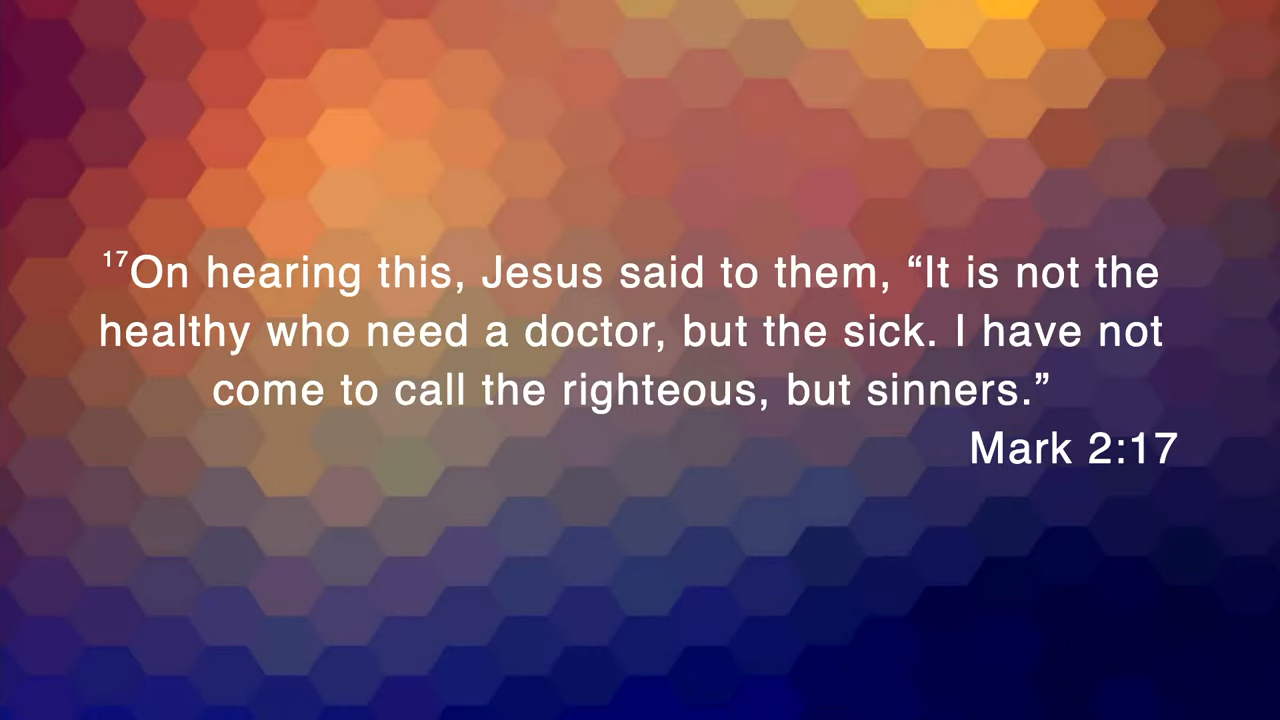 ¹⁷On hearing this, Jesus said to them, “It is not the
healthy who need a doctor, but the sick. I have not
come to call the righteous, but sinners.”
Mark 2:17